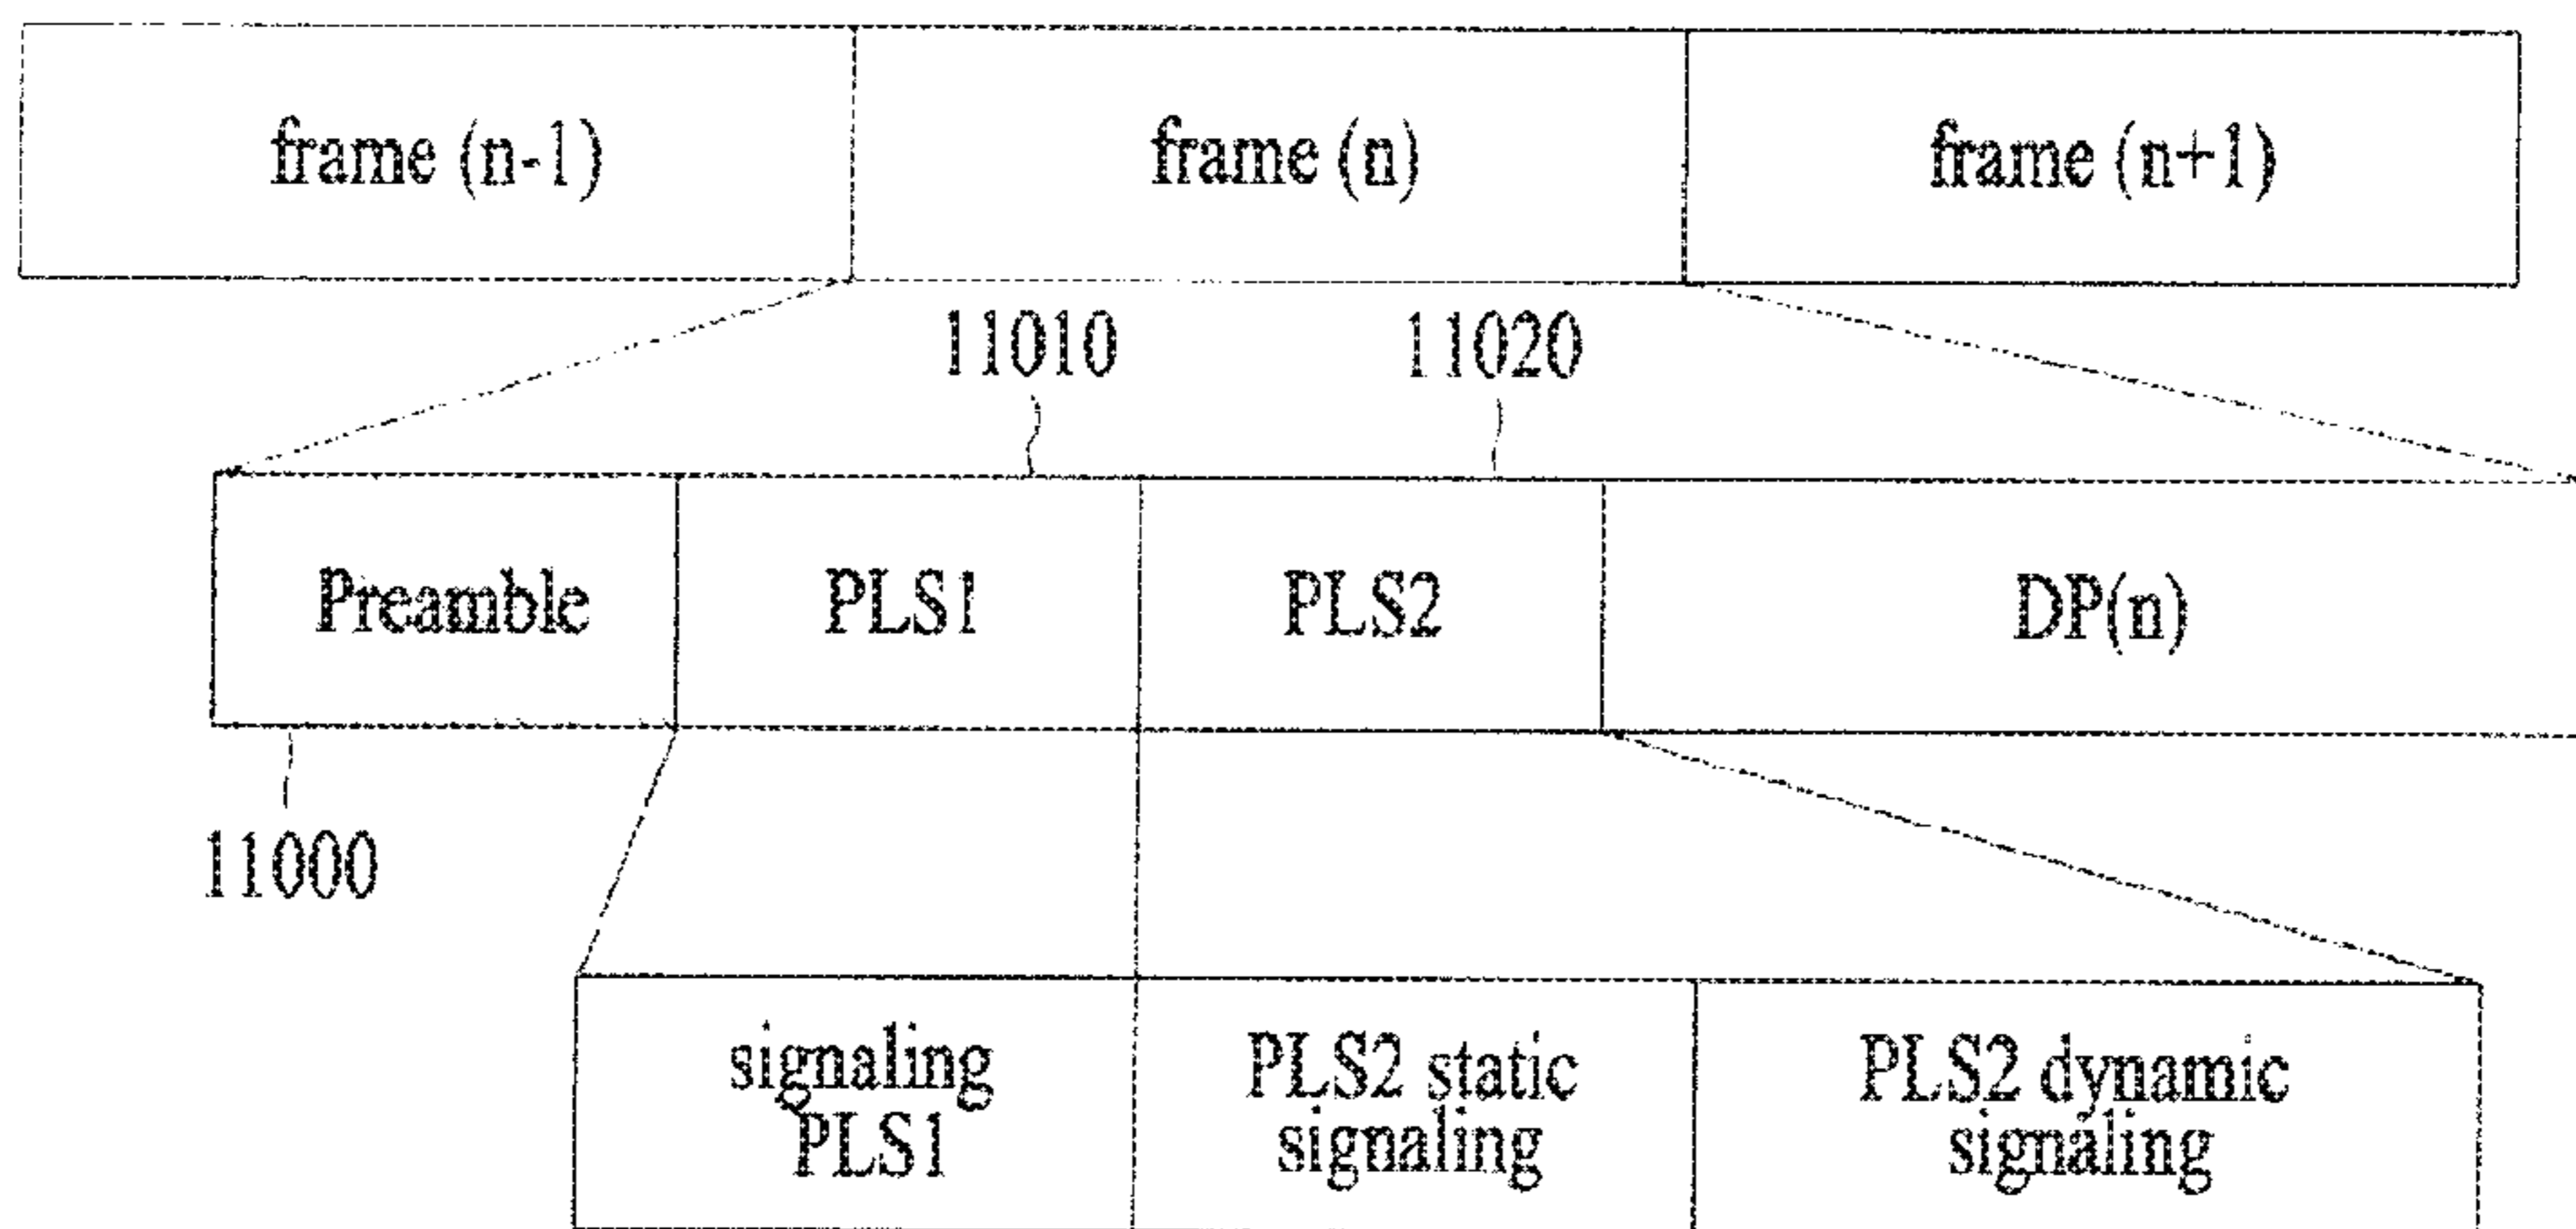 frame (n-1)
frame (n)
frame (n+1)
11010
11020
Preamble
PLS1
PLS2
DP(n)
11000
signaling
PLS1
PLS2 static
signaling
PLS2 dynamic
signaling